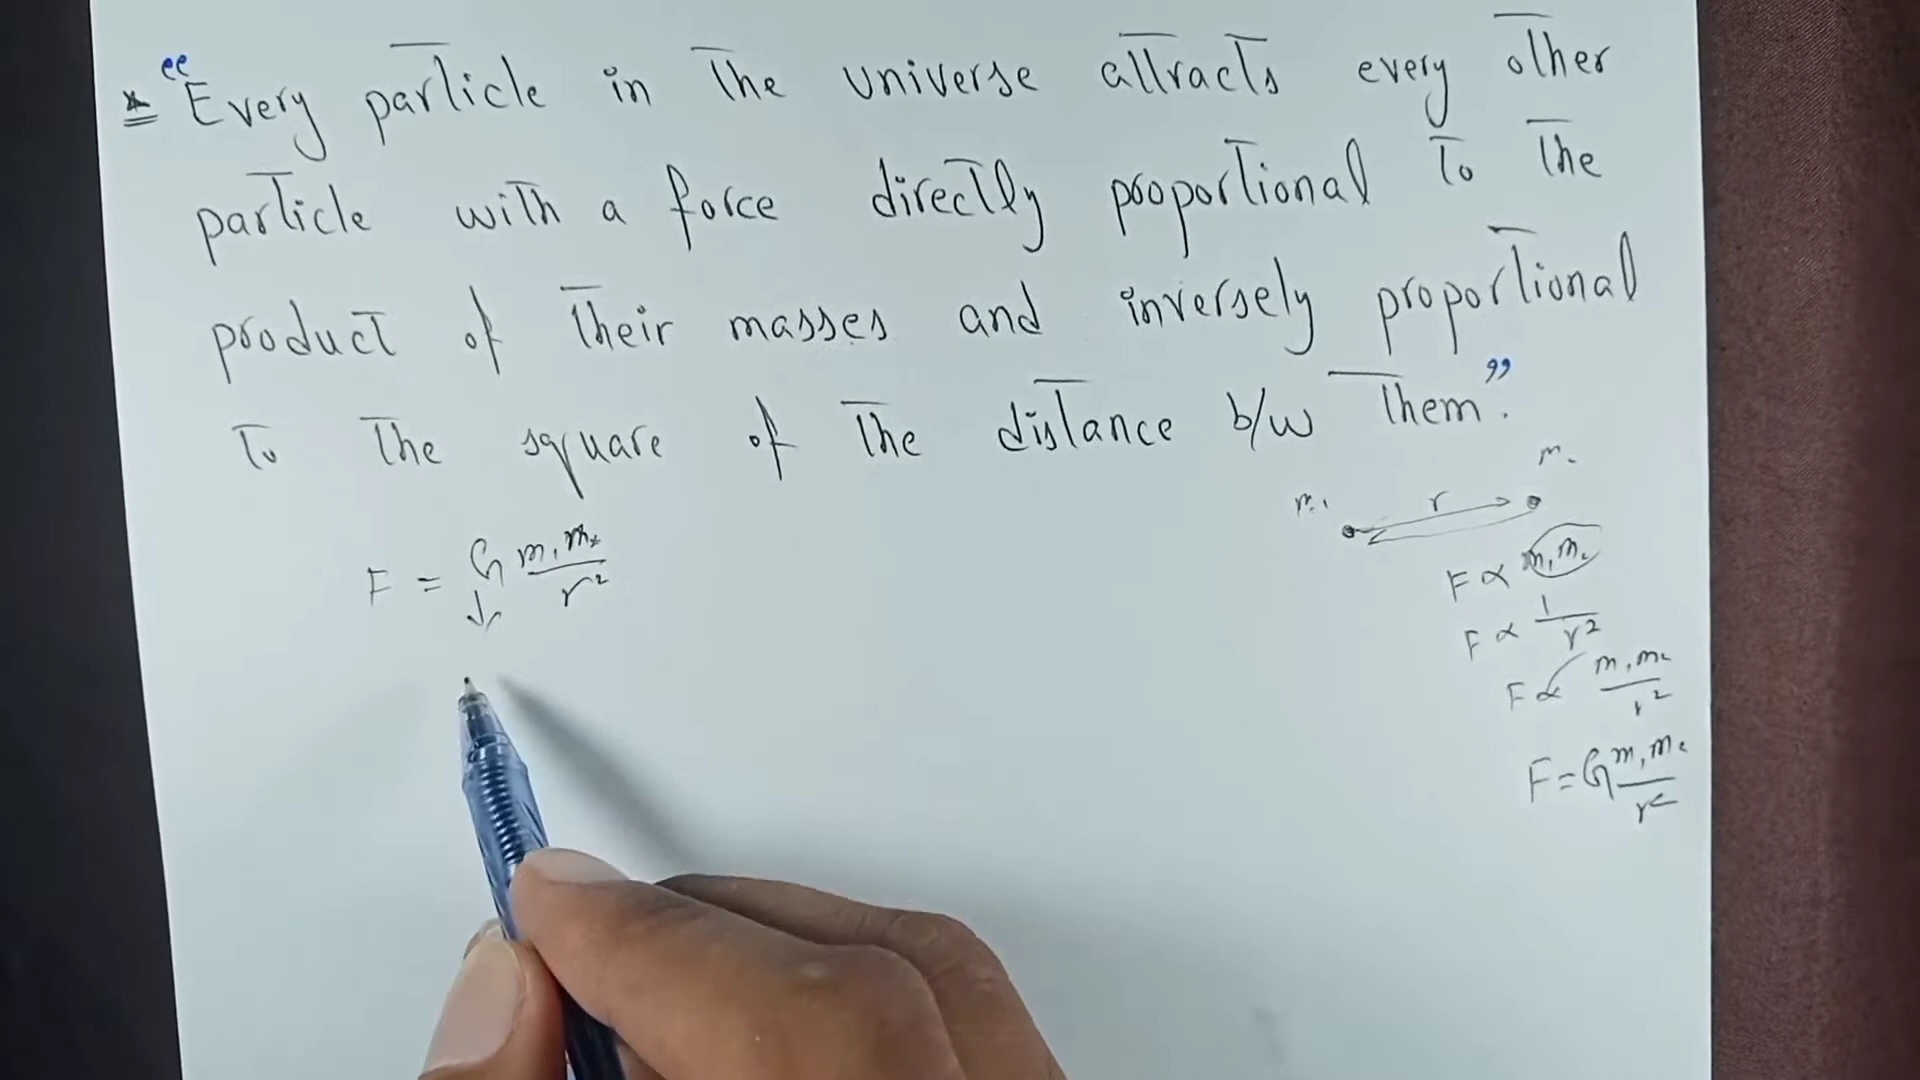 * “Every particle in the universe attracts every other
particle with a force directly proportional to the
product of their masses and inversely proportional
to the square of the distance b/w them”.
m₁ r m₂
F ∝ m₁m₂
F ∝ 1/r²
F ∝ m₁m₂/r²
F = G m₁m₂/r²
F = G m₁m₂/r²